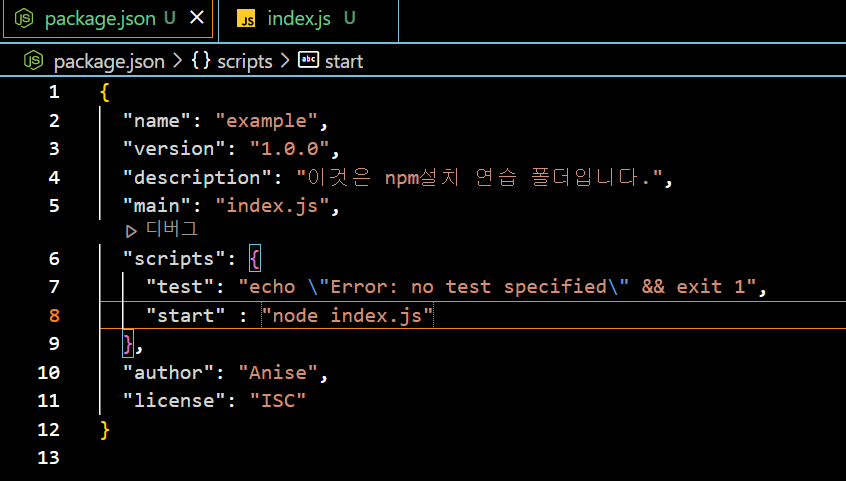 package.json U
JS index.js U
package.json > {} scripts > abc start
1 {
2 "name": "example",
3 "version": "1.0.0",
4 "description": "이것은 npm설치 연습 폴더입니다.",
5 "main": "index.js",
디버그
6 "scripts": {
7 "test": "echo \"Error: no test specified\" && exit 1",
8 "start" : "node index.js"
9 },
10 "author": "Anise",
11 "license": "ISC"
12 }
13